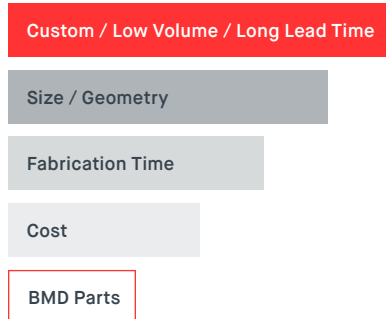 Custom / Low Volume / Long Lead Time
Size / Geometry
Fabrication Time
Cost
BMD Parts